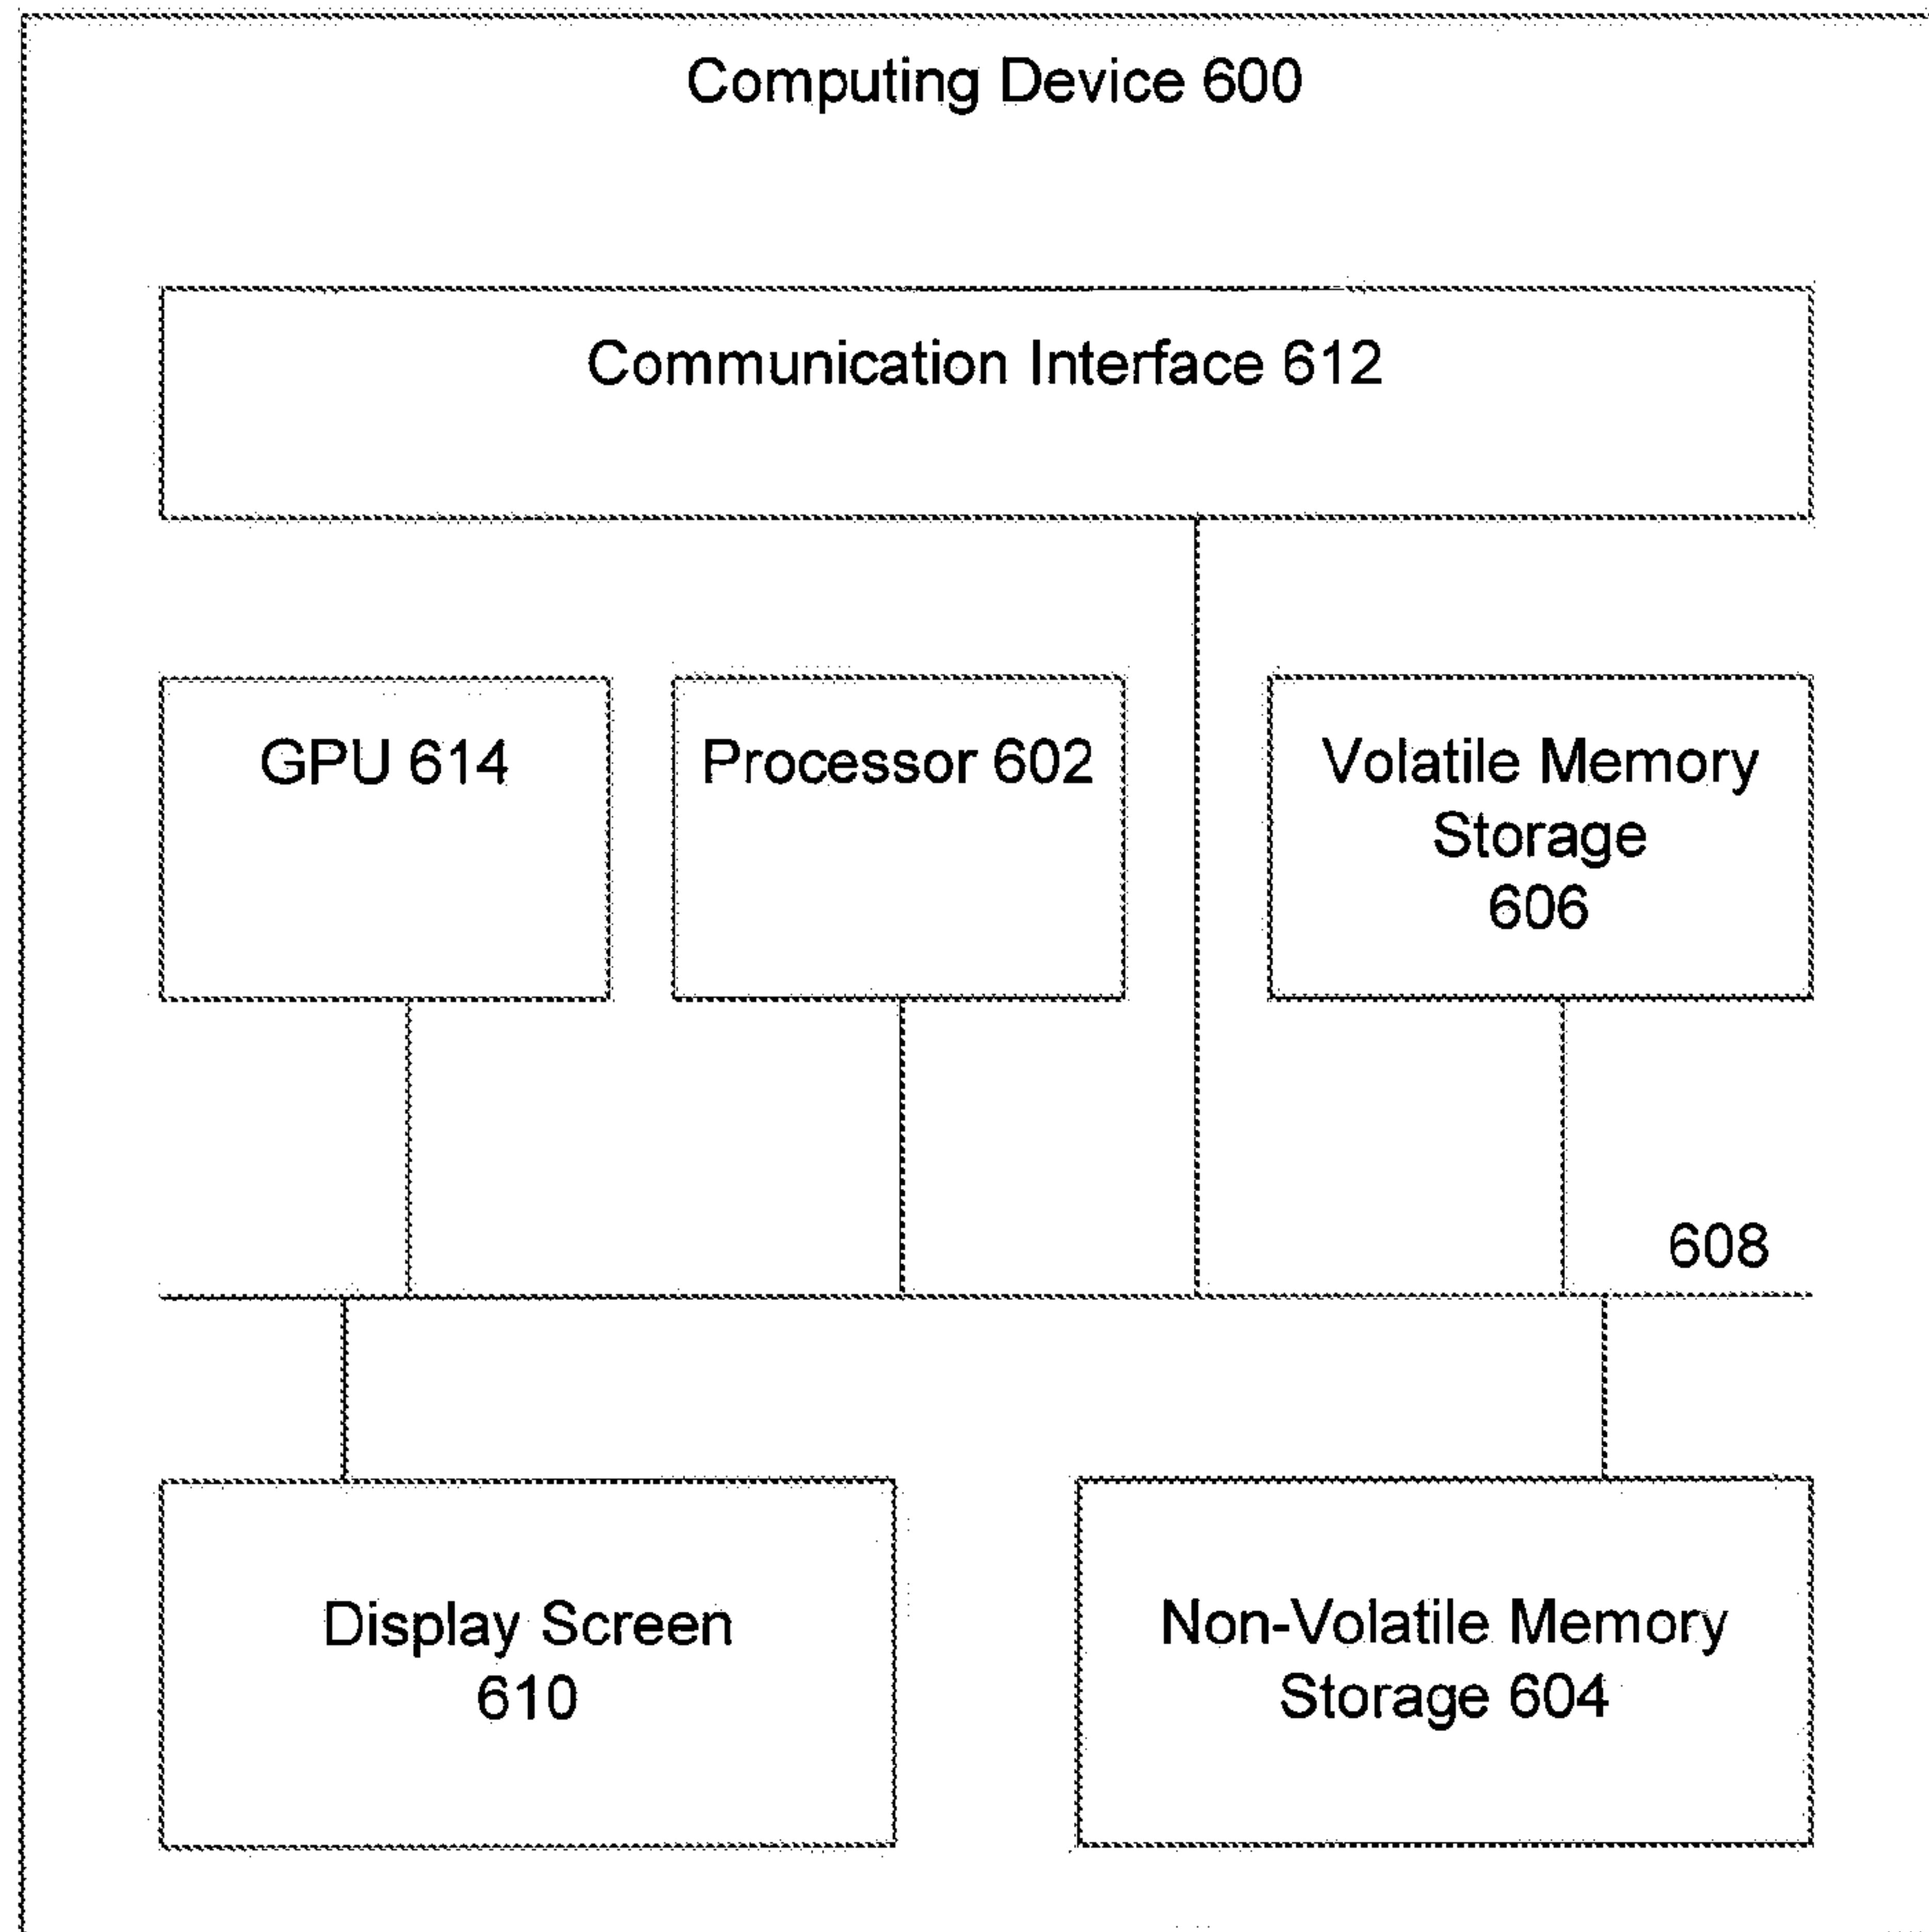 Computing Device 600
Communication Interface 612
GPU 614
Processor 602
Volatile Memory
Storage
606
608
Display Screen
610
Non-Volatile Memory
Storage 604